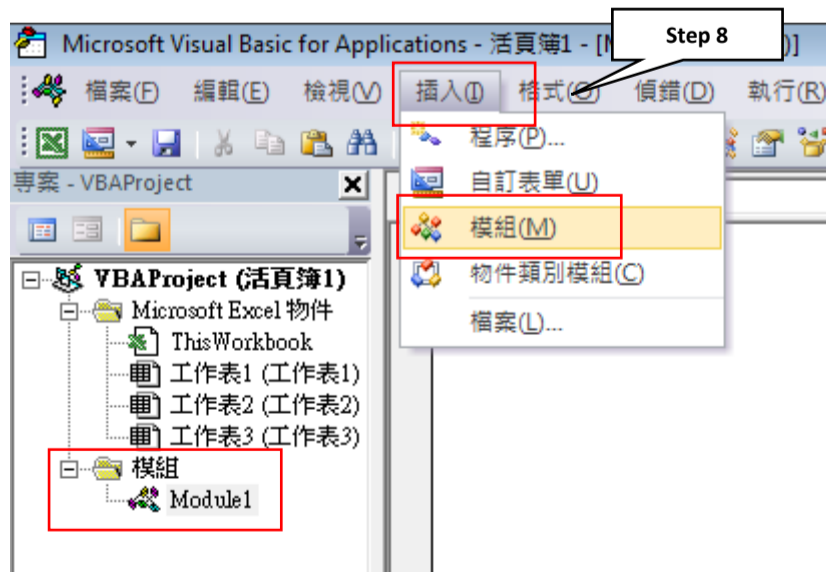 Microsoft Visual Basic for Applications - 活頁簿1 - [
)]
Step 8
檔案(F) 編輯(E) 檢視(V) 插入(I) 格式(O) 偵錯(D) 執行(R)
專案 - VBAProject
程序(P)...
自訂表單(U)
模組(M)
物件類別模組(C)
檔案(L)...
VBAProject (活頁簿1)
Microsoft Excel 物件
ThisWorkbook
工作表1 (工作表1)
工作表2 (工作表2)
工作表3 (工作表3)
模組
Module1